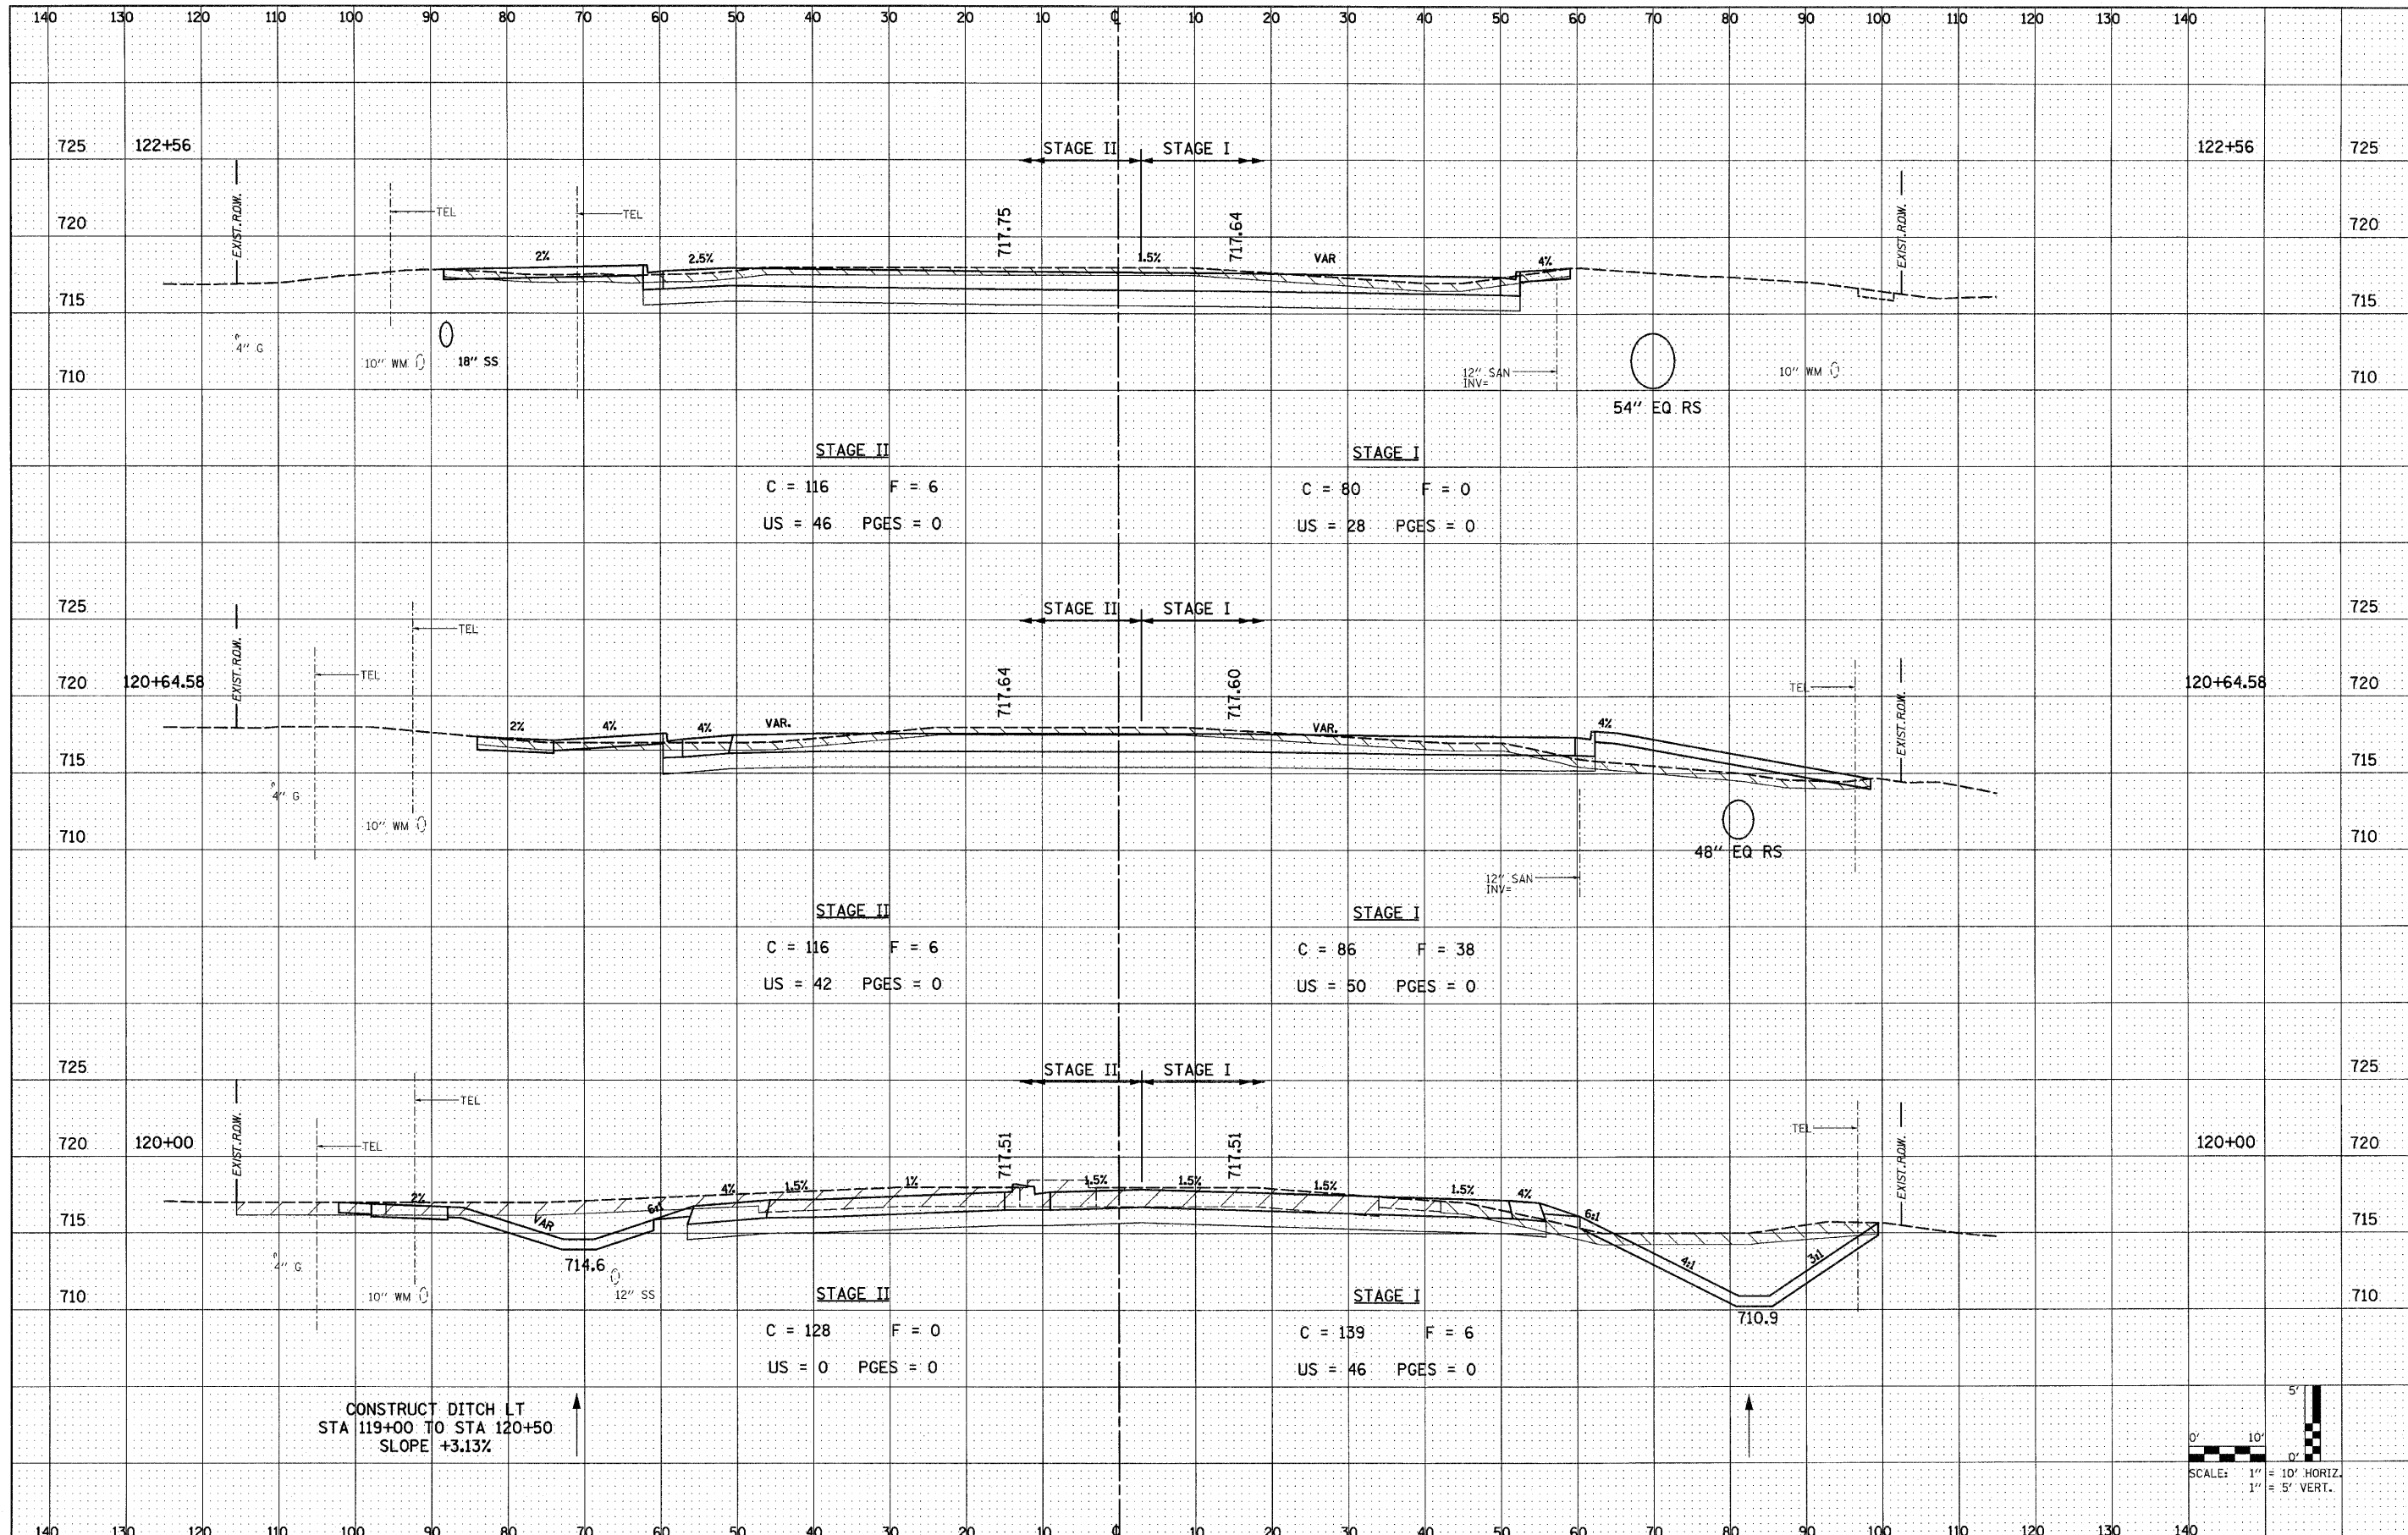 140 130 120 110 100 90 80 70 60 50 40 30 20 10 ℄ 10 20 30 40 50 60 70 80 90 100 110 120 130 140
725 122+56 STAGE II STAGE I 122+56 725
EXIST. R.O.W. EXIST. R.O.W.
TEL TEL
720 717.75 717.64 720
2% 2.5% 1.5% VAR 4%
715 715
4" G 10" WM 18" SS 12" SAN 10" WM
INV=
710 710
54" EQ RS
STAGE II STAGE I
C = 116 F = 6 C = 80 F = 0
US = 46 PGES = 0 US = 28 PGES = 0
725 STAGE II STAGE I 725
TEL
EXIST. R.O.W. EXIST. R.O.W.
TEL TEL
720 120+64.58 717.64 717.60 120+64.58 720
2% 4% 4% VAR. VAR. 4%
715 715
4" G
10" WM
710 710
48" EQ RS
12" SAN
INV=
STAGE II STAGE I
C = 116 F = 6 C = 86 F = 38
US = 42 PGES = 0 US = 50 PGES = 0
725 STAGE II STAGE I 725
TEL
TEL
EXIST. R.O.W. EXIST. R.O.W.
720 120+00 TEL 717.51 717.51 120+00 720
2% VAR 6:1 4% 1.5% 1% 1.5% 1.5% 1.5% 1.5% 4% 6:1 4:1 3:1
715 715
4" G 714.6
710 10" WM 12" SS 710
710.9
STAGE II STAGE I
C = 128 F = 0 C = 139 F = 6
US = 0 PGES = 0 US = 46 PGES = 0
CONSTRUCT DITCH LT
STA 119+00 TO STA 120+50
SLOPE +3.13%
5'
0' 10' 0'
SCALE: 1" = 10' HORIZ.
1" = 5' VERT.
140 130 120 110 100 90 80 70 60 50 40 30 20 10 ℄ 10 20 30 40 50 60 70 80 90 100 110 120 130 140